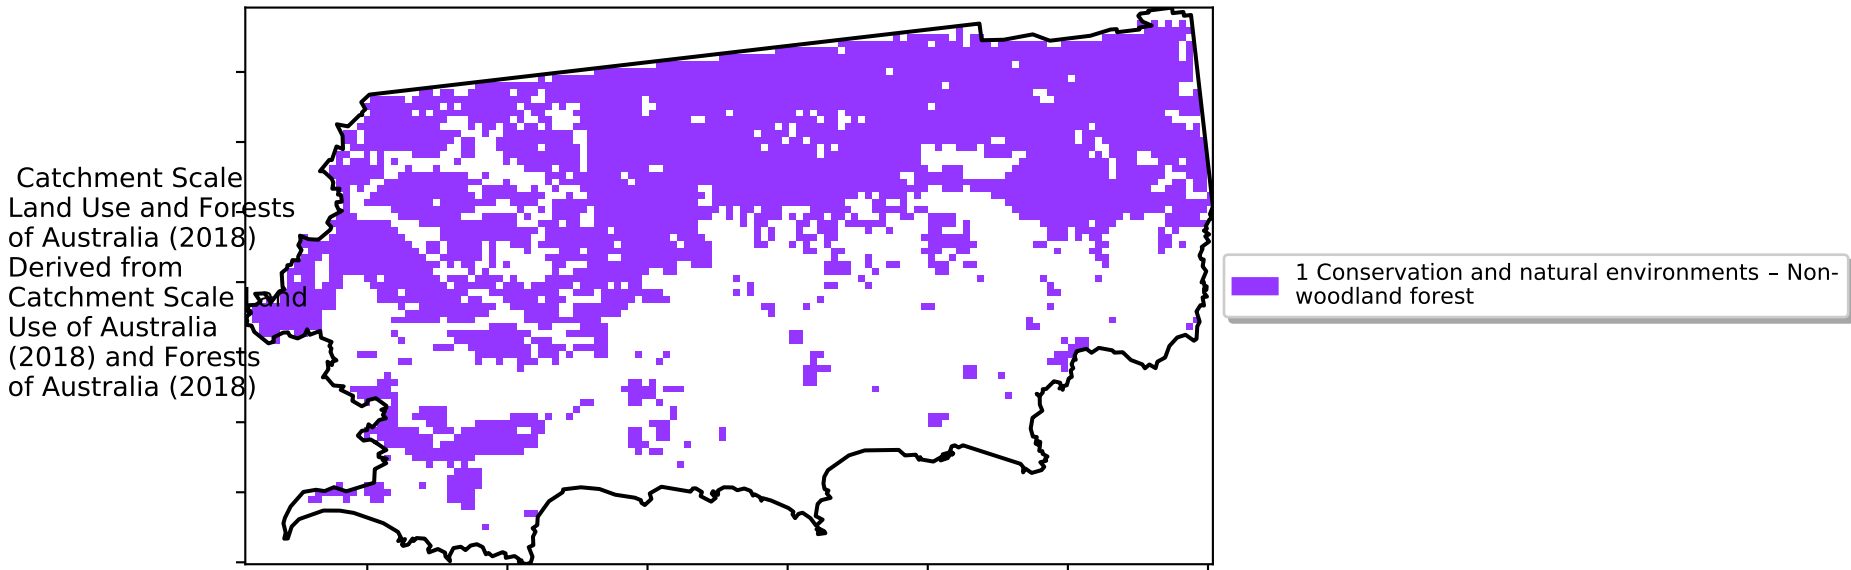 Catchment Scale
Land Use and Forests
of Australia (2018)
Derived from
Catchment Scale Land
Use of Australia
(2018) and Forests
of Australia (2018)
1 Conservation and natural environments – Non-
woodland forest